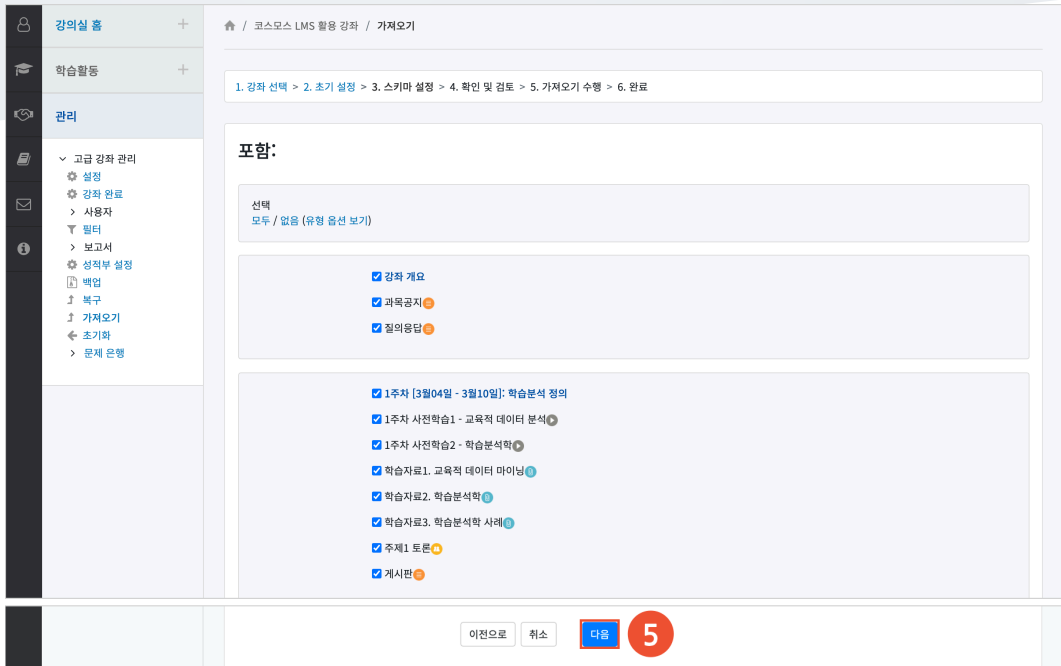 강의실 홈
학습활동
관리
고급 강좌 관리
설정
강좌 완료
사용자
필터
보고서
성적부 설정
백업
복구
가져오기
초기화
문제 은행
/ 코스모스 LMS 활용 강좌 / 가져오기
1. 강좌 선택 > 2. 초기 설정 > 3. 스키마 설정 > 4. 확인 및 검토 > 5. 가져오기 수행 > 6. 완료
포함:
선택
모두 / 없음 (유형 옵션 보기)
강좌 개요
과목공지
질의응답
1주차 [3월04일 - 3월10일]: 학습분석 정의
1주차 사전학습1 - 교육적 데이터 분석
1주차 사전학습2 - 학습분석학
학습자료1. 교육적 데이터 마이닝
학습자료2. 학습분석학
학습자료3. 학습분석학 사례
주제1 토론
게시판
이전으로 취소 다음 5